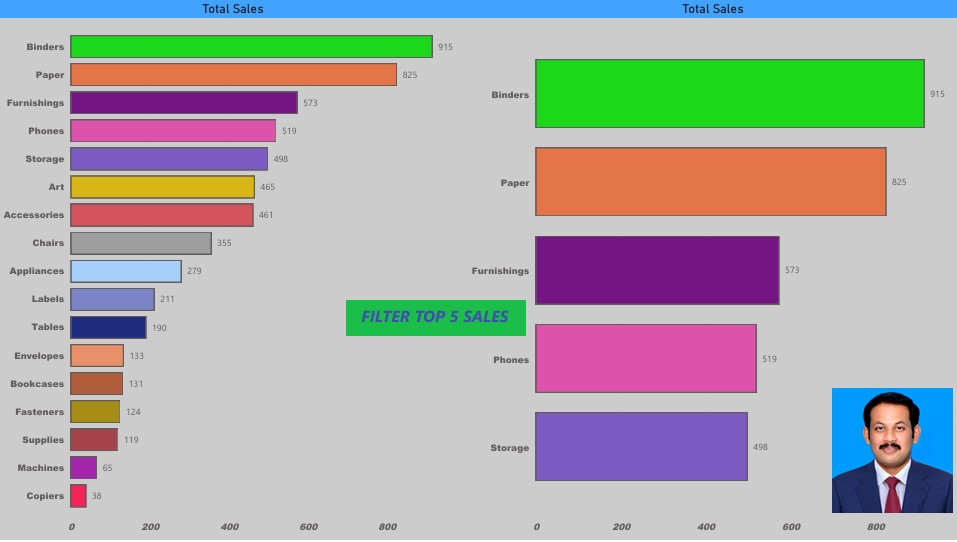 Total Sales
Binders 915
Paper 825
Furnishings 573
Phones 519
Storage 498
Art 465
Accessories 461
Chairs 355
Appliances 279
Labels 211
Tables 190
Envelopes 133
Bookcases 131
Fasteners 124
Supplies 119
Machines 65
Copiers 38
0 200 400 600 800
FILTER TOP 5 SALES
Total Sales
Binders 915
Paper 825
Furnishings 573
Phones 519
Storage 498
0 200 400 600 800